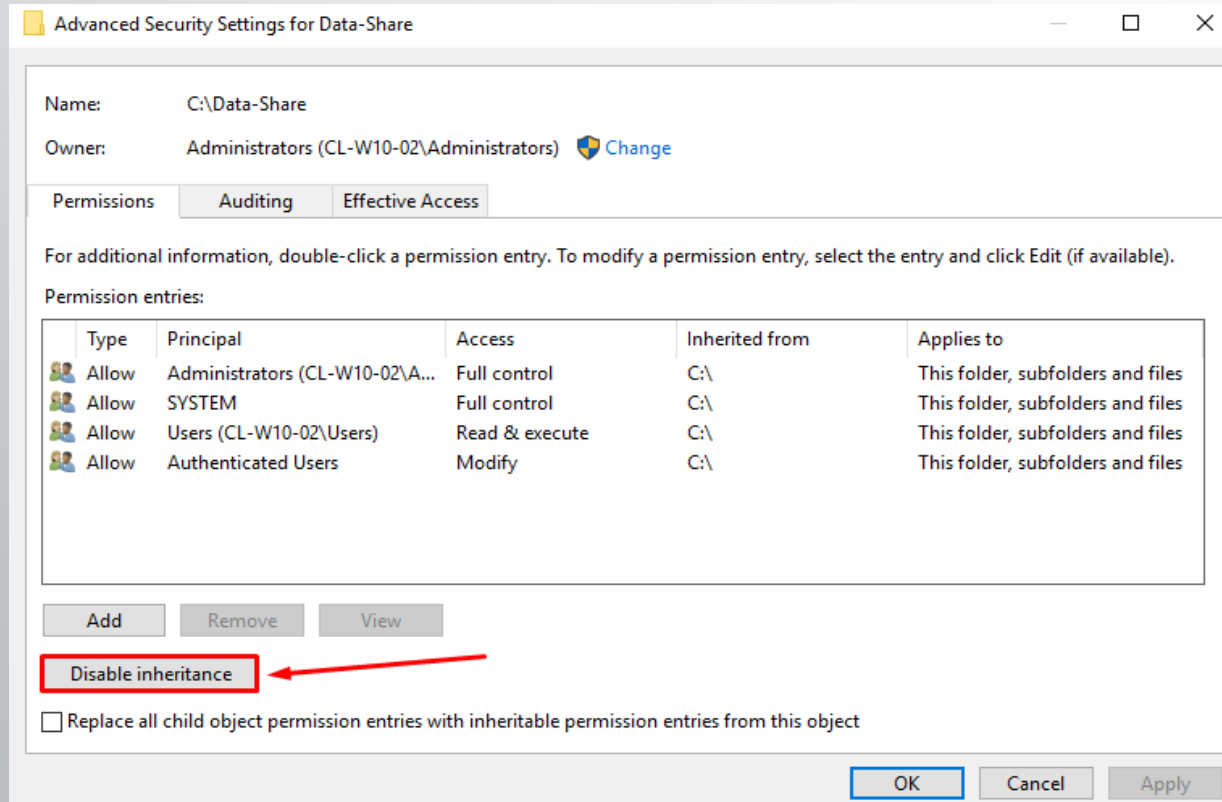 Advanced Security Settings for Data-Share
Name: C:\Data-Share
Owner: Administrators (CL-W10-02\Administrators) Change
Permissions Auditing Effective Access
For additional information, double-click a permission entry. To modify a permission entry, select the entry and click Edit (if available).
Permission entries:
Type Principal Access Inherited from Applies to
Allow Administrators (CL-W10-02\A... Full control C:\ This folder, subfolders and files
Allow SYSTEM Full control C:\ This folder, subfolders and files
Allow Users (CL-W10-02\Users) Read & execute C:\ This folder, subfolders and files
Allow Authenticated Users Modify C:\ This folder, subfolders and files
Add Remove View
Disable inheritance
Replace all child object permission entries with inheritable permission entries from this object
OK Cancel Apply